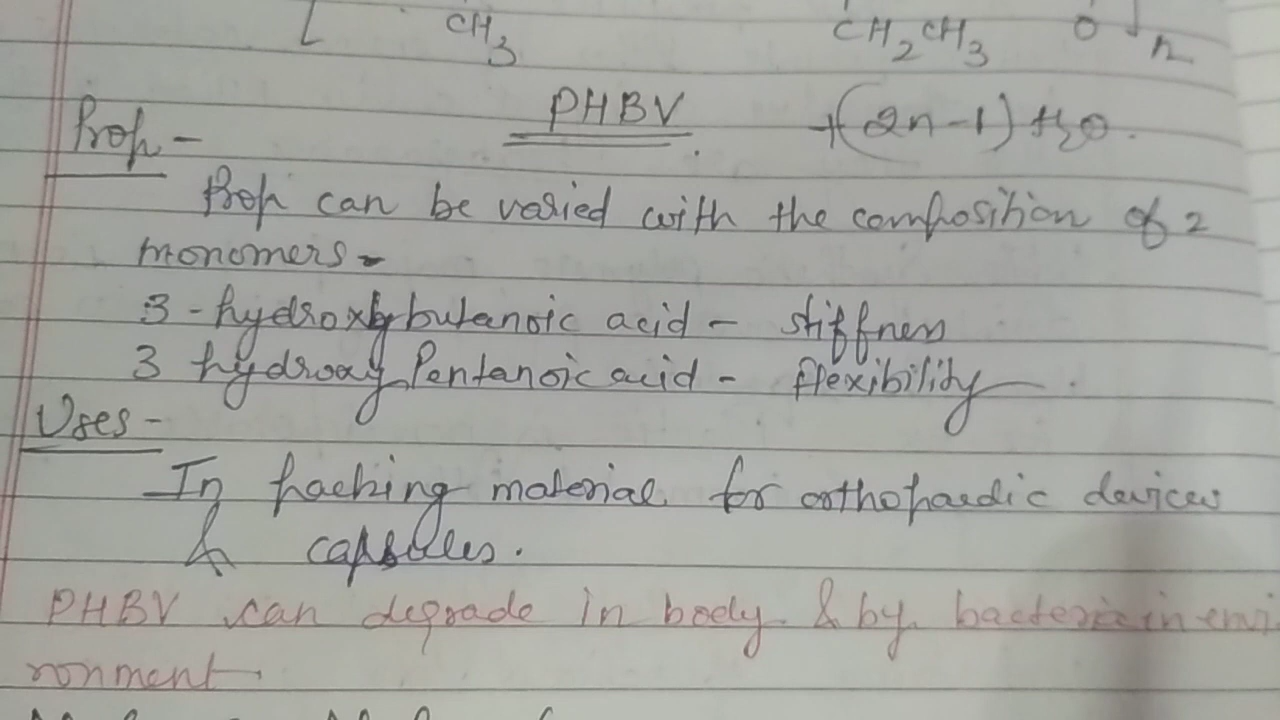 [ CH3 CH2CH3 O ]n
PHBV +(2n-1) H2O.
Prop -
Prop can be varied with the composition of 2
monomers -
3 - hydroxybutanoic acid - stiffness
3 hydroxy Pentanoic acid - flexibility
Uses -
In packing material for orthopaedic devices
& capsules.
PHBV can degrade in body & by bacteria in envi
ronment